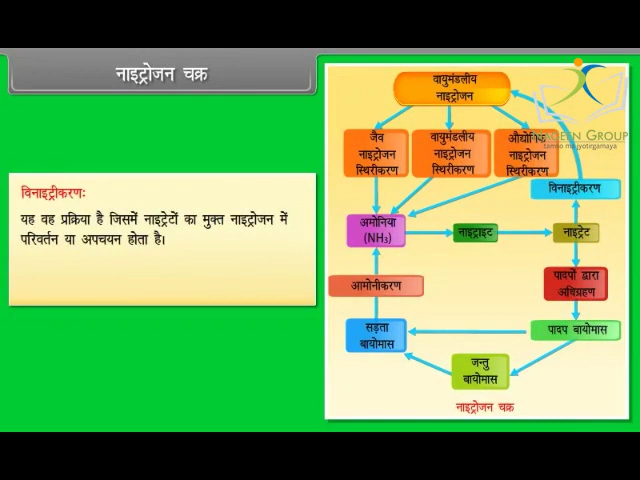 नाइट्रोजन चक्र
विनाइट्रीकरणः
यह वह प्रक्रिया है जिसमें नाइट्रेटों का मुक्त नाइट्रोजन में
परिवर्तन या अपचयन होता है।
वायुमंडलीय
नाइट्रोजन
जैव
नाइट्रोजन
स्थिरीकरण
वायुमंडलीय
नाइट्रोजन
स्थिरीकरण
औद्योगिक
नाइट्रोजन
स्थिरीकरण
GROUP
विनाइट्रीकरण
अमोनिया
(NH₃)
नाइट्राइट
नाइट्रेट
आमोनीकरण
पादपों द्वारा
अधिग्रहण
सड़ता
बायोमास
पादप बायोमास
जन्तु
बायोमास
नाइट्रोजन चक्र